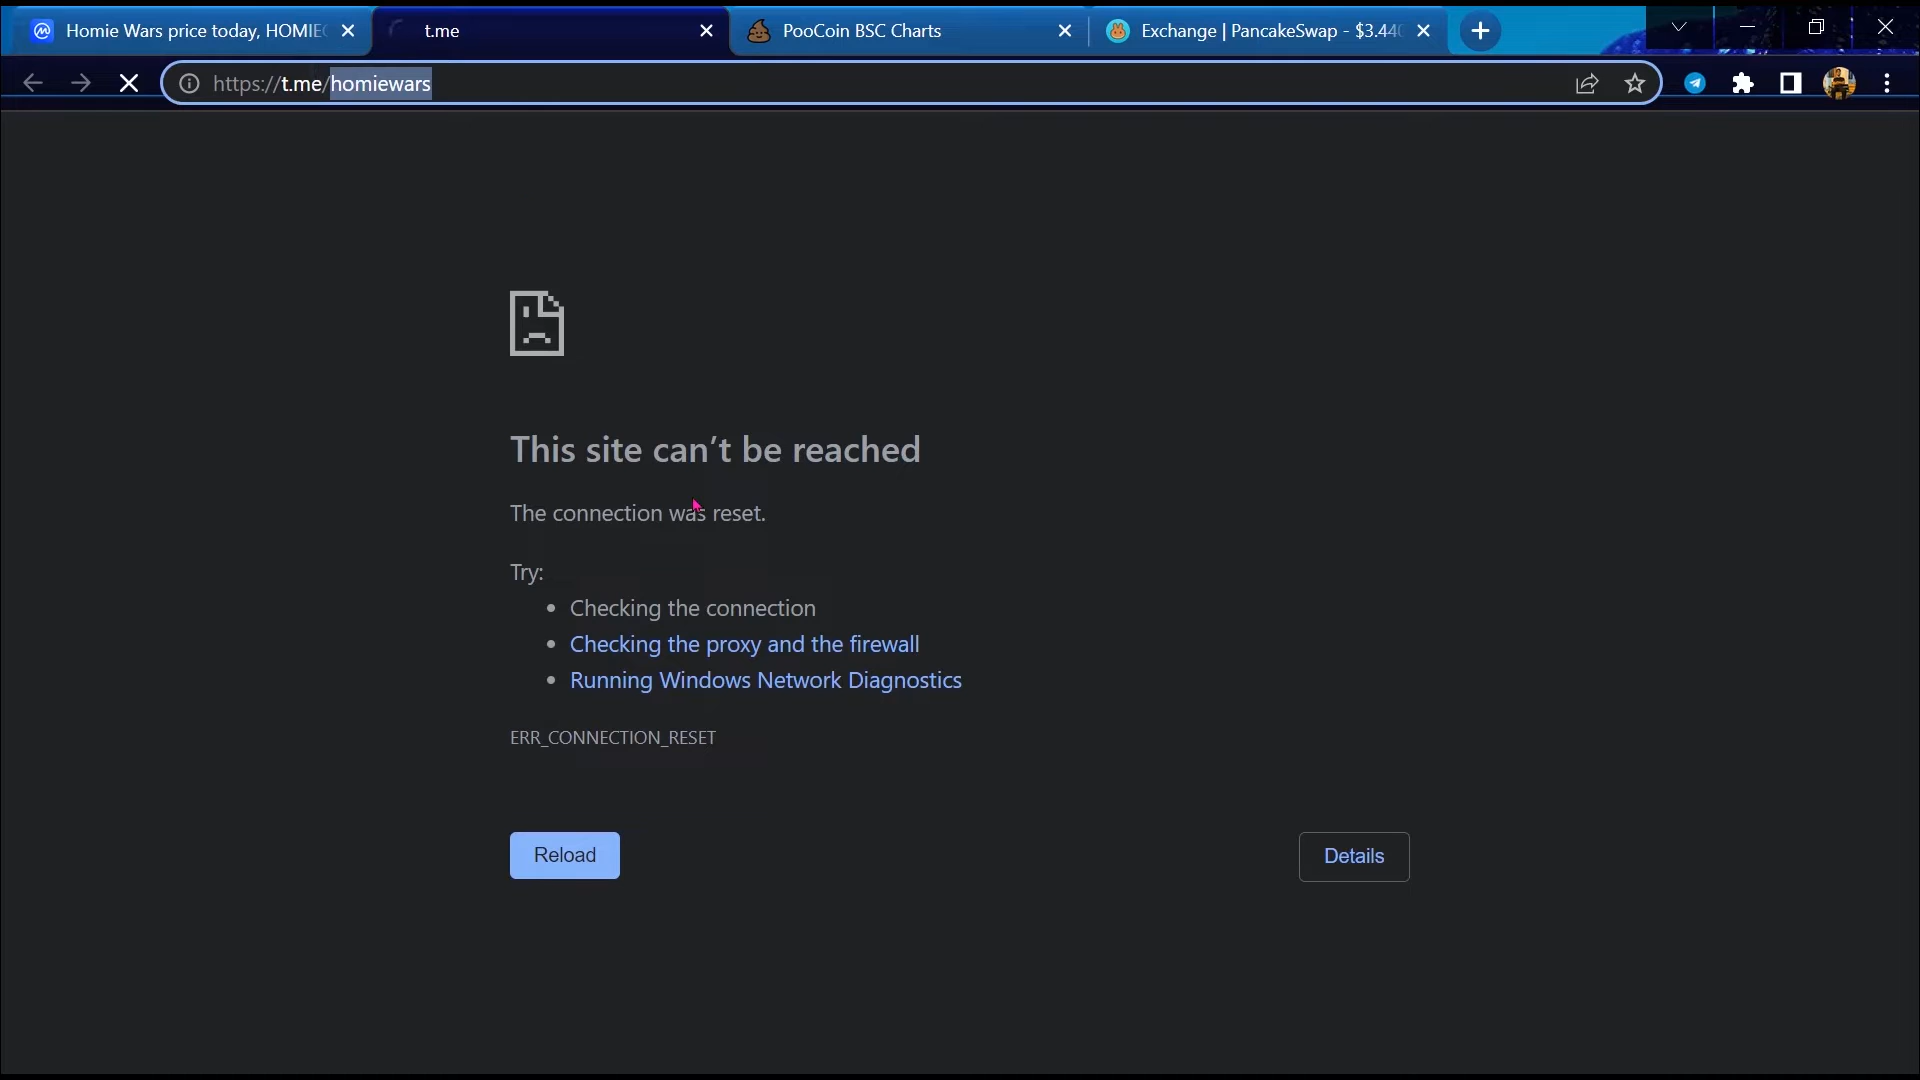 Homie Wars price today, HOMIE
t.me
PooCoin BSC Charts
Exchange | PancakeSwap - $3.440
https://t.me/homiewars
This site can't be reached
The connection was reset.
Try:
• Checking the connection
• Checking the proxy and the firewall
• Running Windows Network Diagnostics
ERR_CONNECTION_RESET
Reload
Details